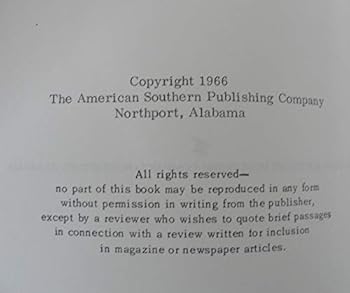 Copyright 1966
The American Southern Publishing Company
Northport, Alabama
All rights reserved—
no part of this book may be reproduced in any form
without permission in writing from the publisher,
except by a reviewer who wishes to quote brief passages
in connection with a review written for inclusion
in magazine or newspaper articles.